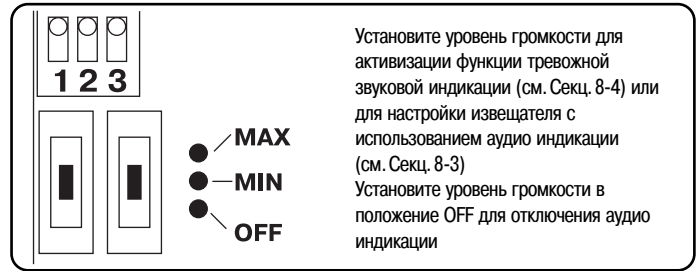 1 2 3
MAX
MIN
OFF
Установите уровень громкости для
активизации функции тревожной
звуковой индикации (см. Секц. 8-4) или
для настройки извещателя с
использованием аудио индикации
(см. Секц. 8-3)
Установите уровень громкости в
положение OFF для отключения аудио
индикации